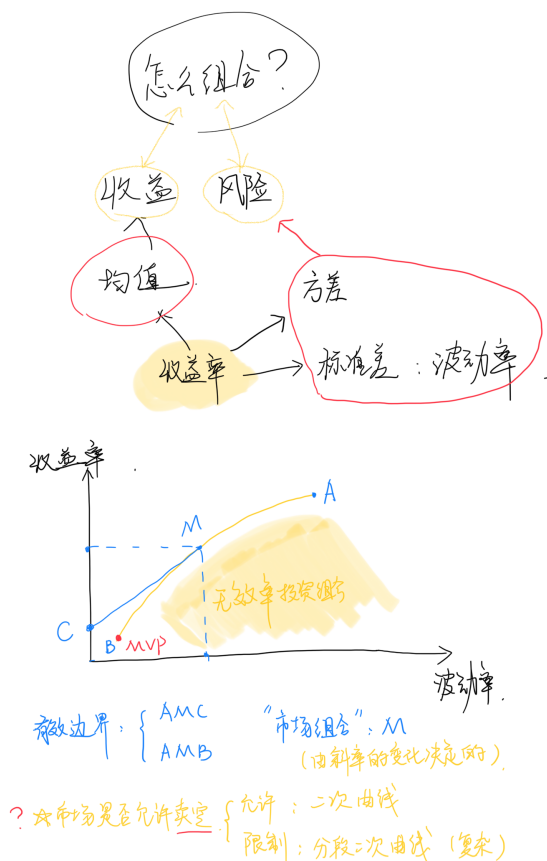 怎么组合？
收益 风险
均值
方差
标准差：波动率
收益率
收益率
A
M
无效率投资组合
C
B MVP
波动率
有效边界： AMC "市场组合"：M
AMB (由斜率的变化决定的)
? ☆市场是否允许卖定 允许：二次曲线
限制：分段二次曲线（复杂）